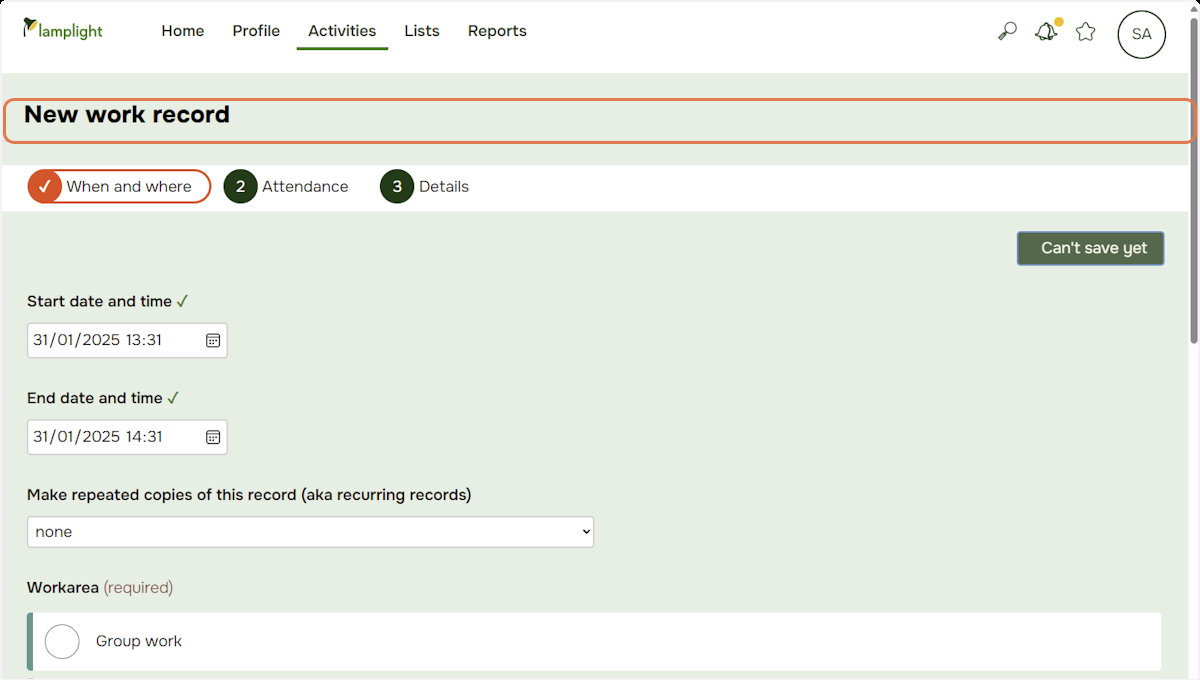 lamplight
Home Profile Activities Lists Reports
SA
New work record
✓ When and where 2 Attendance 3 Details
Can't save yet
Start date and time ✓
31/01/2025 13:31
End date and time ✓
31/01/2025 14:31
Make repeated copies of this record (aka recurring records)
none
Workarea (required)
Group work